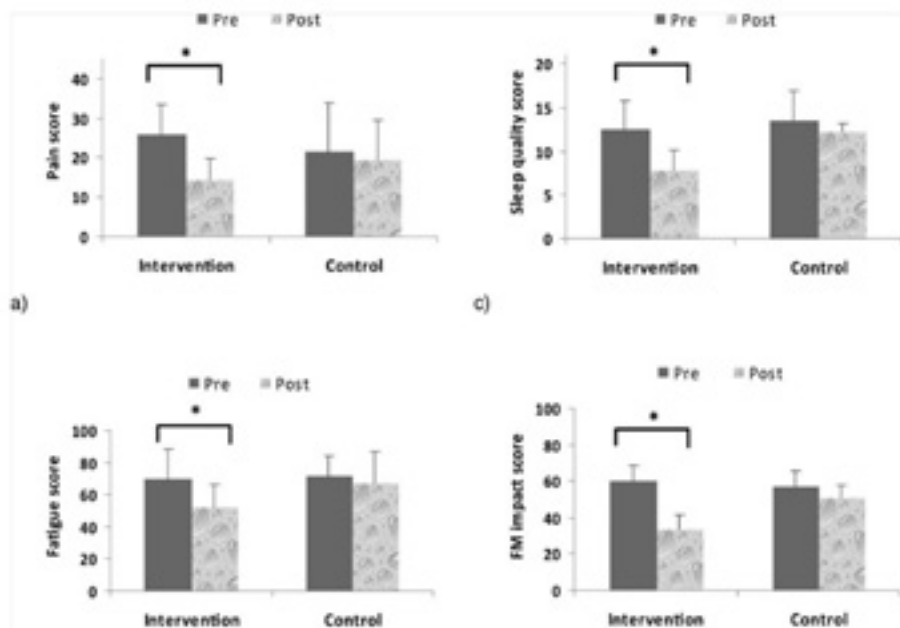 Pre Post
*
Pain score
40
30
20
10
0
Intervention Control
a)
Pre Post
*
Sleep quality score
20
15
10
5
0
Intervention Control
c)
Pre Post
*
Fatigue score
100
80
60
40
20
0
Intervention Control
Pre Post
*
FM impact score
100
80
60
40
20
0
Intervention Control